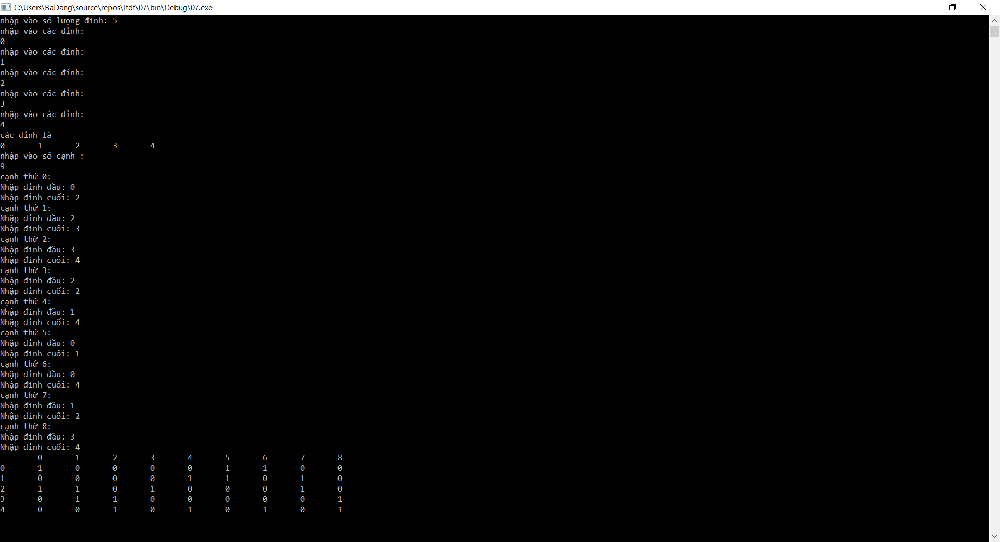 C:\Users\BaDang\source\repos\ltdt\07\bin\Debug\07.exe
nhập vào số lượng đỉnh: 5
nhập vào các đỉnh:
0
nhập vào các đỉnh:
1
nhập vào các đỉnh:
2
nhập vào các đỉnh:
3
nhập vào các đỉnh:
4
các đỉnh là
0 1 2 3 4
nhập vào số cạnh :
9
cạnh thứ 0:
Nhập đỉnh đầu: 0
Nhập đỉnh cuối: 2
cạnh thứ 1:
Nhập đỉnh đầu: 2
Nhập đỉnh cuối: 3
cạnh thứ 2:
Nhập đỉnh đầu: 3
Nhập đỉnh cuối: 4
cạnh thứ 3:
Nhập đỉnh đầu: 2
Nhập đỉnh cuối: 2
cạnh thứ 4:
Nhập đỉnh đầu: 1
Nhập đỉnh cuối: 4
cạnh thứ 5:
Nhập đỉnh đầu: 0
Nhập đỉnh cuối: 1
cạnh thứ 6:
Nhập đỉnh đầu: 0
Nhập đỉnh cuối: 4
cạnh thứ 7:
Nhập đỉnh đầu: 1
Nhập đỉnh cuối: 2
cạnh thứ 8:
Nhập đỉnh đầu: 3
Nhập đỉnh cuối: 4
0 1 2 3 4 5 6 7 8
0 1 0 0 0 0 1 1 0 0
1 0 0 0 0 1 1 0 1 0
2 1 1 0 1 0 0 0 1 0
3 0 1 1 0 0 0 0 0 1
4 0 0 1 0 1 0 1 0 1